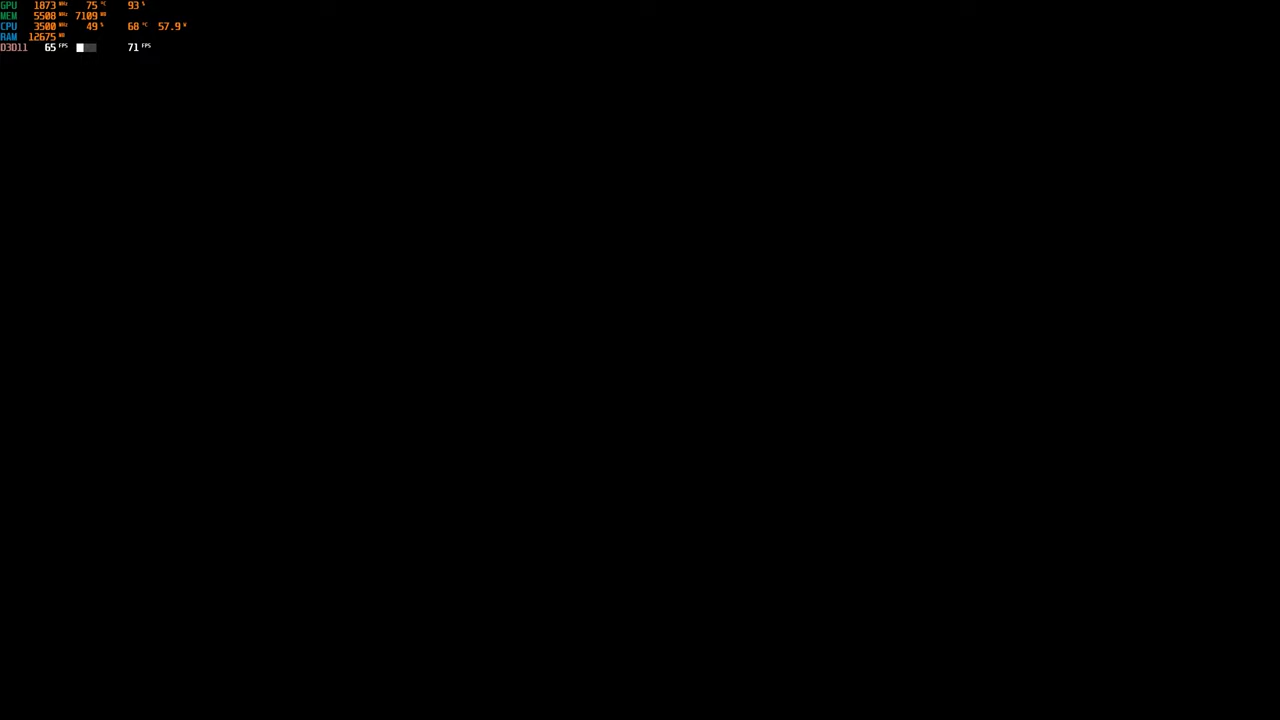 GPU 1873 MHz 75 °C 93 %
MEM 5508 MHz 7109 MB
CPU 3500 MHz 49 % 68 °C 57.9 W
RAM 12675 MB
D3D11 65 FPS 71 FPS